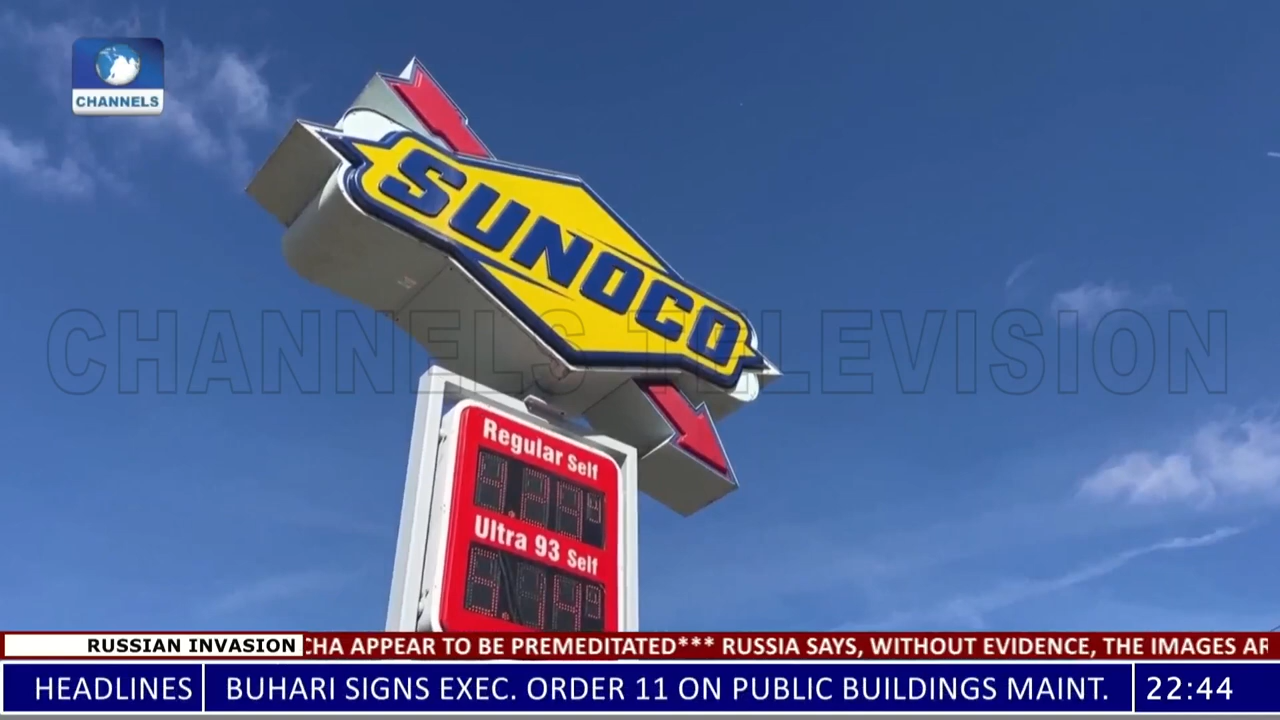 CHANNELS
SUNOCO
CHANNELS TELEVISION
Regular Self
Ultra 93 Self
RUSSIAN INVASION
CHA APPEAR TO BE PREMEDITATED*** RUSSIA SAYS, WITHOUT EVIDENCE, THE IMAGES AR
HEADLINES
BUHARI SIGNS EXEC. ORDER 11 ON PUBLIC BUILDINGS MAINT.
22:44